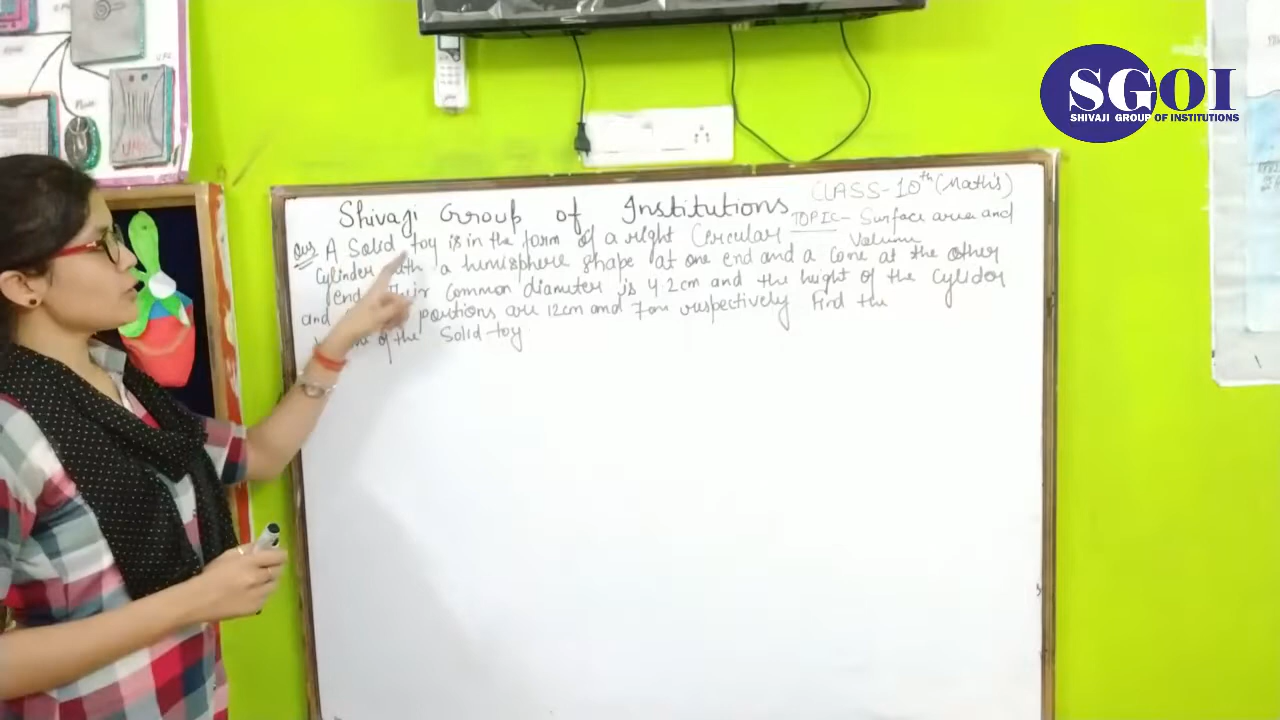 SGOI
SHIVAJI GROUP OF INSTITUTIONS
CLASS-10th (Maths)
Shivaji Group of Institutions
TOPIC- Surface area and
Volume
Ques A Solid toy is in the form of a right Circular
Cylinder with a hemisphere shape at one end and a cone at the other
end. Their common diameter is 4.2cm and the height of the cylider
and portions are 12cm and 7cm respectively Find the
of the Solid toy